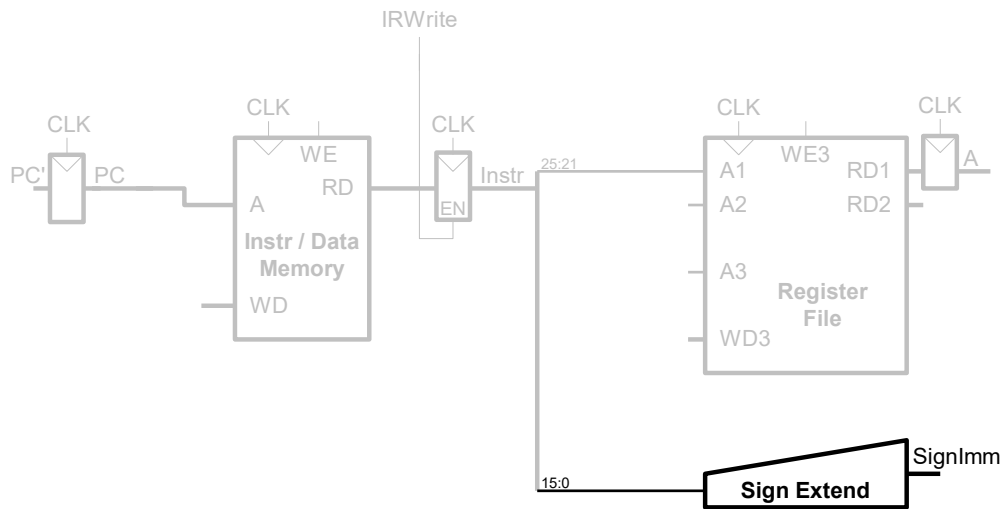 IRWrite
CLK
CLK
CLK
CLK
CLK
PC'
PC
WE
RD
A
Instr / Data
Memory
WD
EN
Instr
25:21
A1
WE3
RD1
A
A2
RD2
A3
Register
File
WD3
SignImm
15:0
Sign Extend